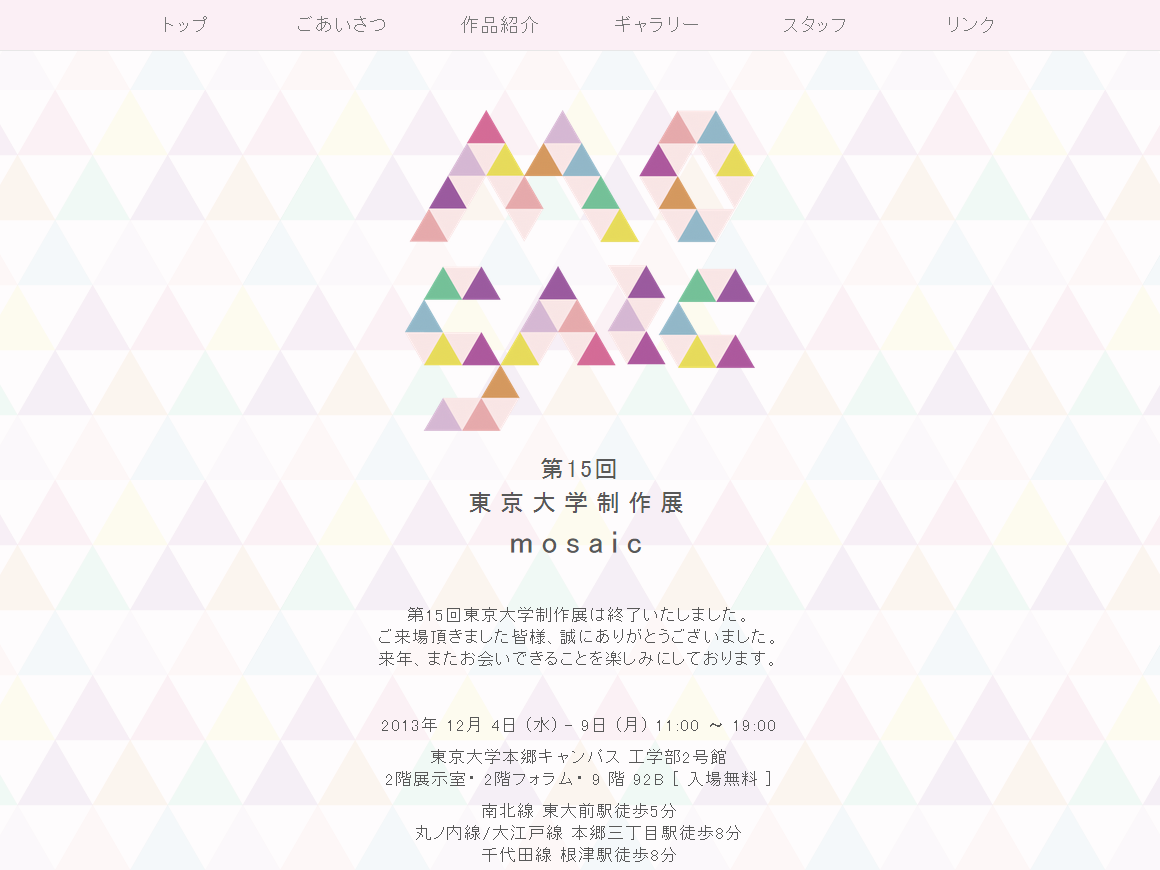 トップ ごあいさつ 作品紹介 ギャラリー スタッフ リンク
MO
SAIC
第15回
東京大学制作展
mosaic
第15回東京大学制作展は終了いたしました。
ご来場頂きました皆様、誠にありがとうございました。
来年、またお会いできることを楽しみにしております。
2013年 12月 4日（水）- 9日（月）11:00 ～ 19:00
東京大学本郷キャンパス 工学部2号館
2階展示室・ 2階フォラム・ 9 階 92B [ 入場無料 ]
南北線 東大前駅徒歩5分
丸ノ内線/大江戸線 本郷三丁目駅徒歩8分
千代田線 根津駅徒歩8分